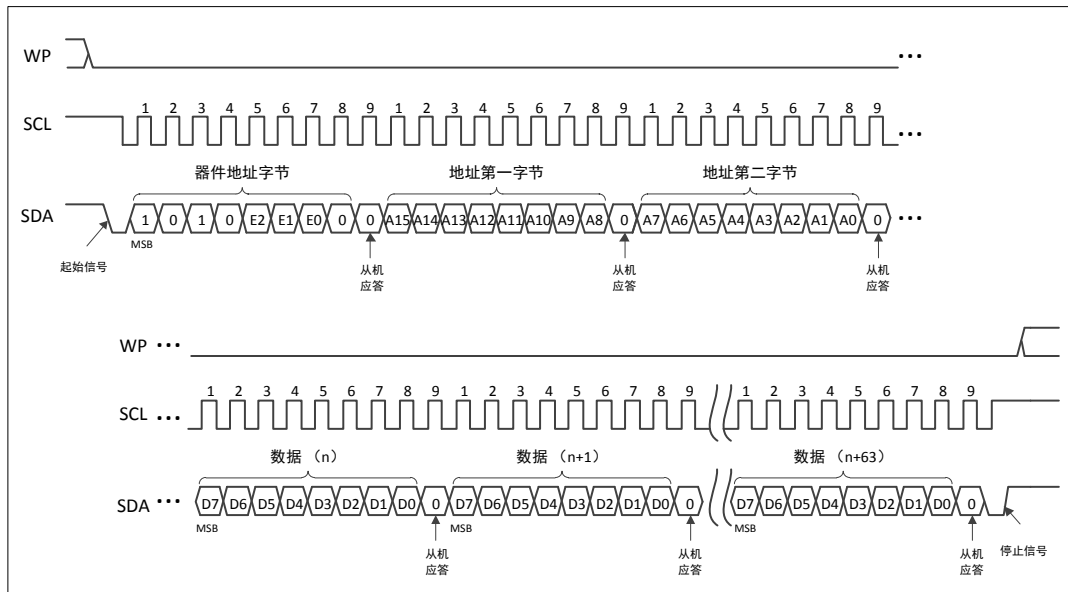 WP
...
SCL
1 2 3 4 5 6 7 8 9 1 2 3 4 5 6 7 8 9 1 2 3 4 5 6 7 8 9
...
器件地址字节 地址第一字节 地址第二字节
SDA
1 0 1 0 E2 E1 E0 0 0 A15 A14 A13 A12 A11 A10 A9 A8 0 A7 A6 A5 A4 A3 A2 A1 A0 0
...
MSB
起始信号
从机 从机 从机
应答 应答 应答
WP ...
1 2 3 4 5 6 7 8 9 1 2 3 4 5 6 7 8 9 1 2 3 4 5 6 7 8 9
SCL ...
数据 (n) 数据 (n+1) 数据 (n+63)
SDA ...
D7 D6 D5 D4 D3 D2 D1 D0 0 D7 D6 D5 D4 D3 D2 D1 D0 0 D7 D6 D5 D4 D3 D2 D1 D0 0
MSB MSB MSB
停止信号
从机 从机 从机
应答 应答 应答